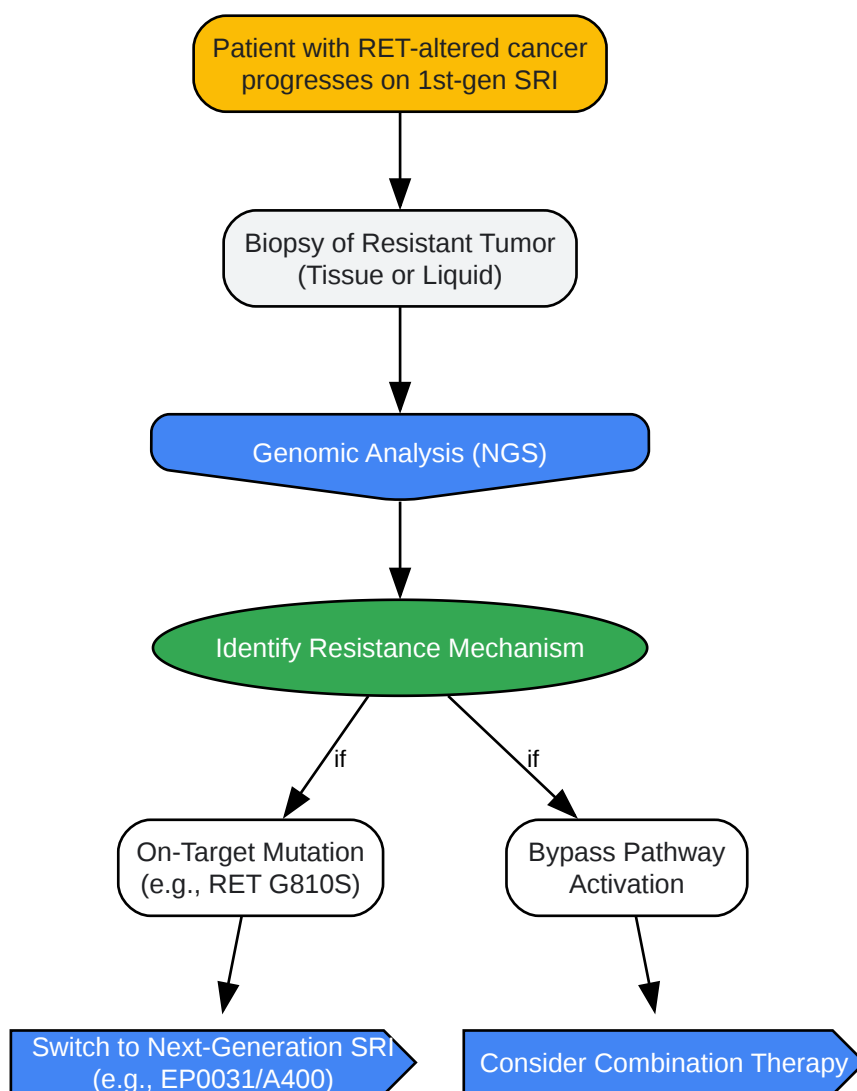 Patient with RET-altered cancer
progresses on 1st-gen SRI
Biopsy of Resistant Tumor
(Tissue or Liquid)
Genomic Analysis (NGS)
Identify Resistance Mechanism
if
if
On-Target Mutation
(e.g., RET G810S)
Bypass Pathway
Activation
Switch to Next-Generation SRI
(e.g., EP0031/A400)
Consider Combination Therapy